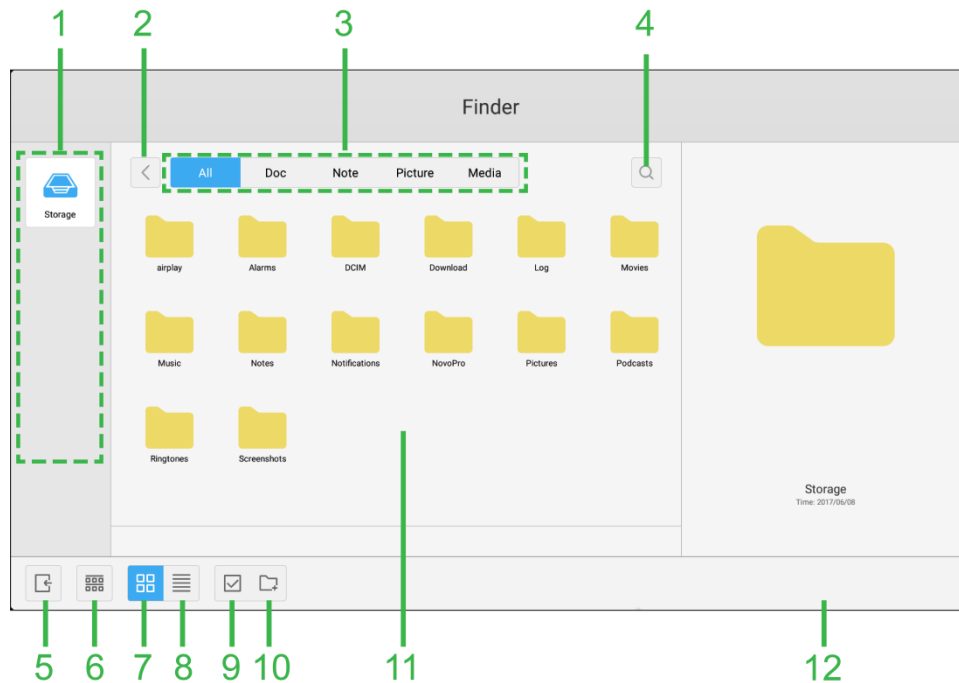 1 2 3 4
Finder
Storage
All Doc Note Picture Media
airplay Alarms DCIM Download Log Movies
Music Notes Notifications NovoPro Pictures Podcasts
Ringtones Screenshots
Storage
Time: 2017/06/08
5 6 7 8 9 10 11 12